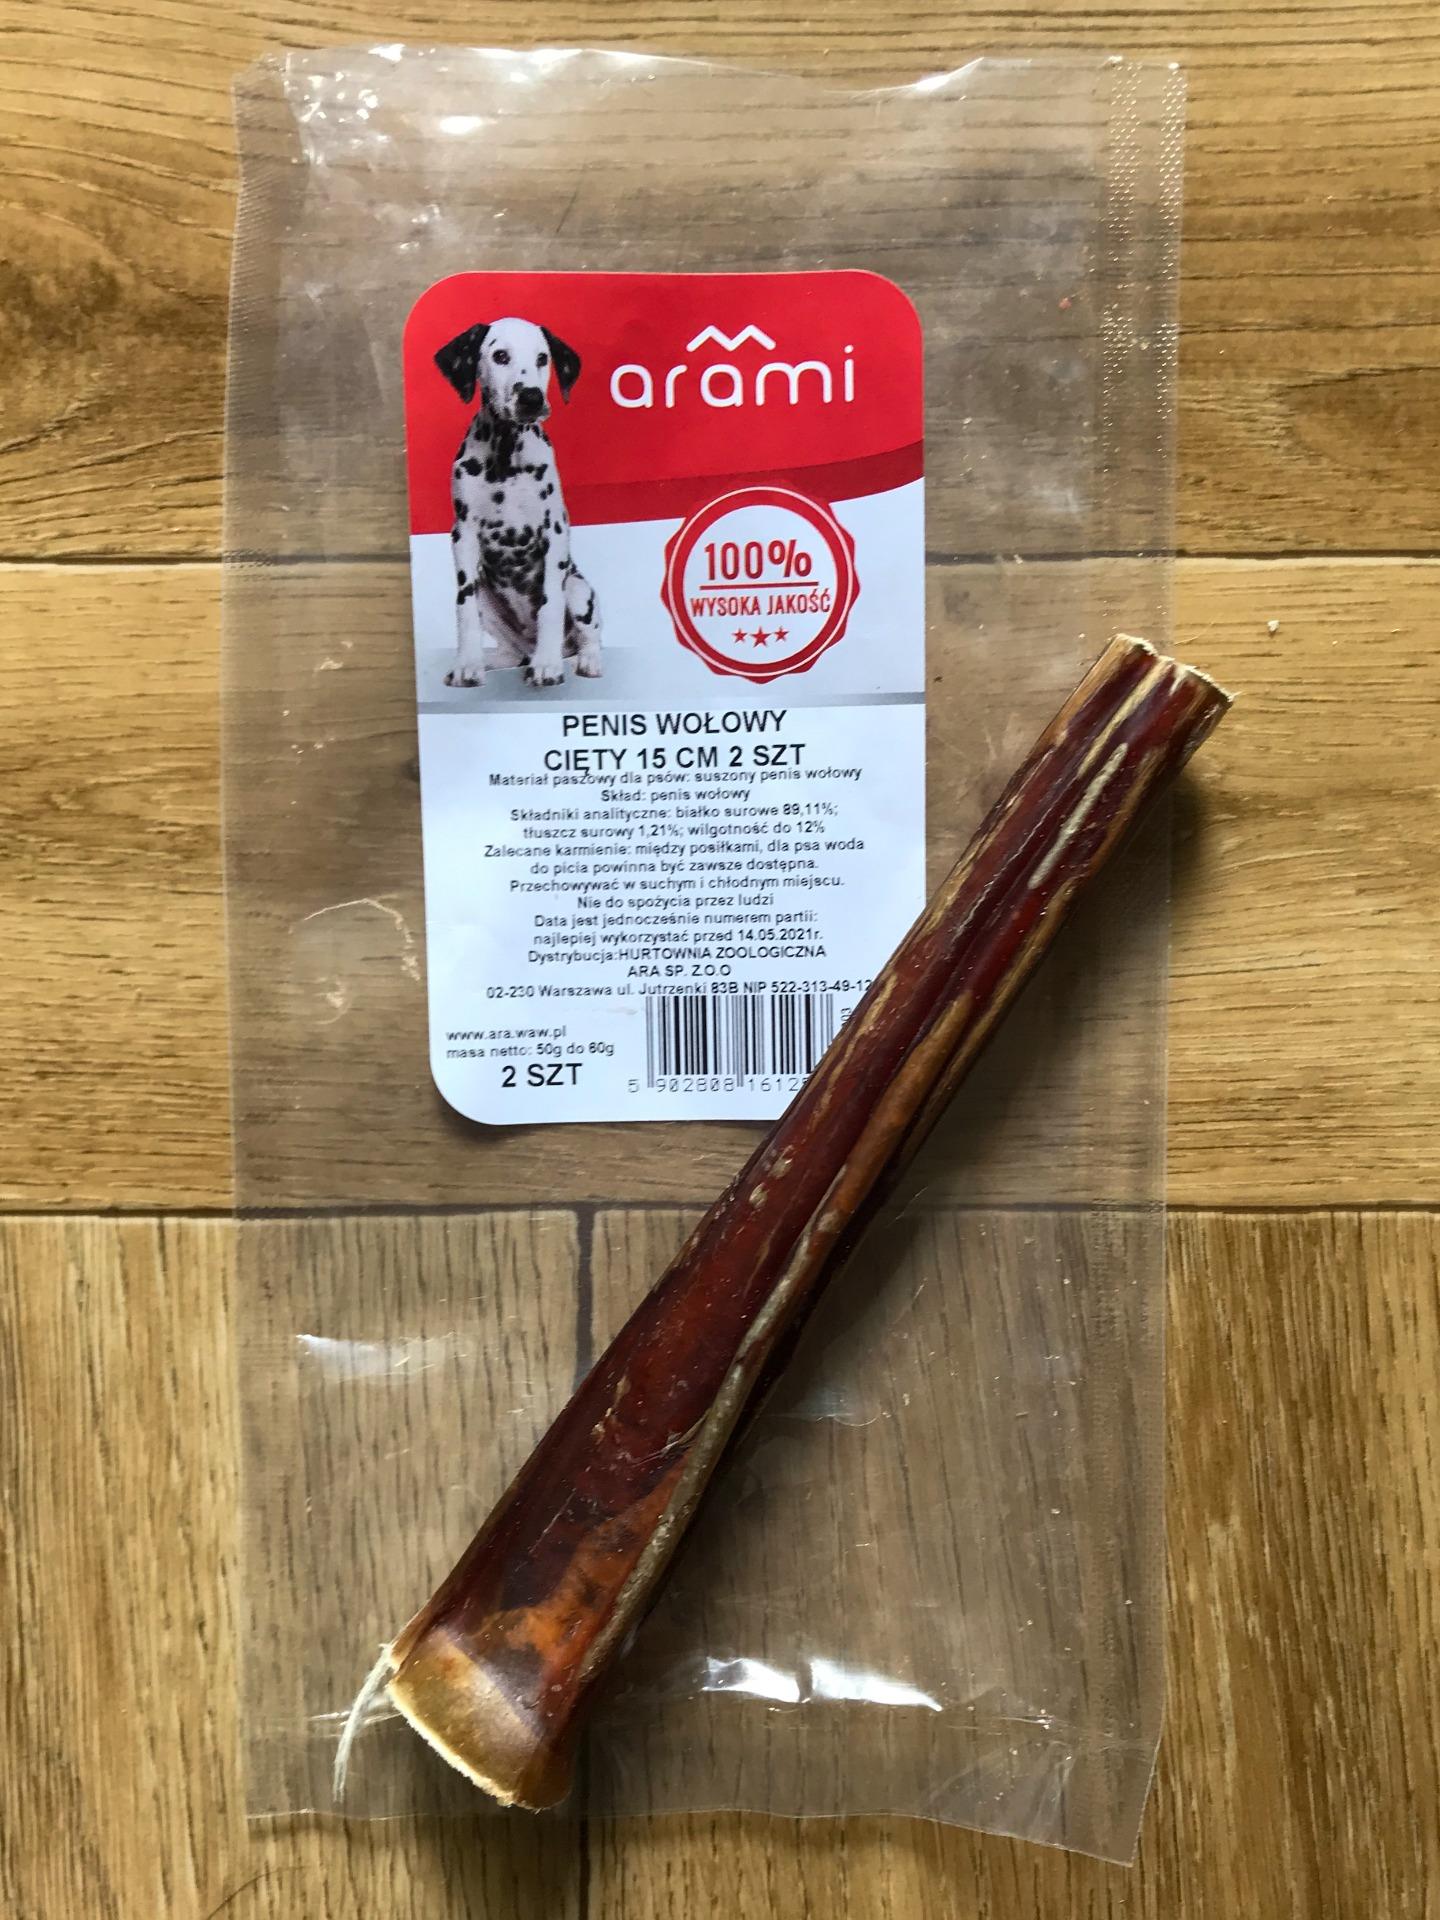 arami
100%
WYSOKA JAKOŚĆ
PENIS WOŁOWY
CIĘTY 15 CM 2 SZT
Materiał paszowy dla psów: suszony penis wołowy
Skład: penis wołowy
Składniki analityczne: białko surowe 89,11%;
tłuszcz surowy 1,21%; wilgotność do 12%
Zalecane karmienie: między posiłkami, dla psa woda
do picia powinna być zawsze dostępna.
Przechowywać w suchym i chłodnym miejscu.
Nie do spożycia przez ludzi
Data jest jednocześnie numerem partii:
najlepiej wykorzystać przed 14.05.2021r.
Dystrybucja:HURTOWNIA ZOOLOGICZNA
ARA SP. Z.O.O
02-230 Warszawa ul. Jutrzenki 83B NIP 522-313-49-12
www.ara.waw.pl
masa netto: 50g do 60g
2 SZT
5 902808 1612